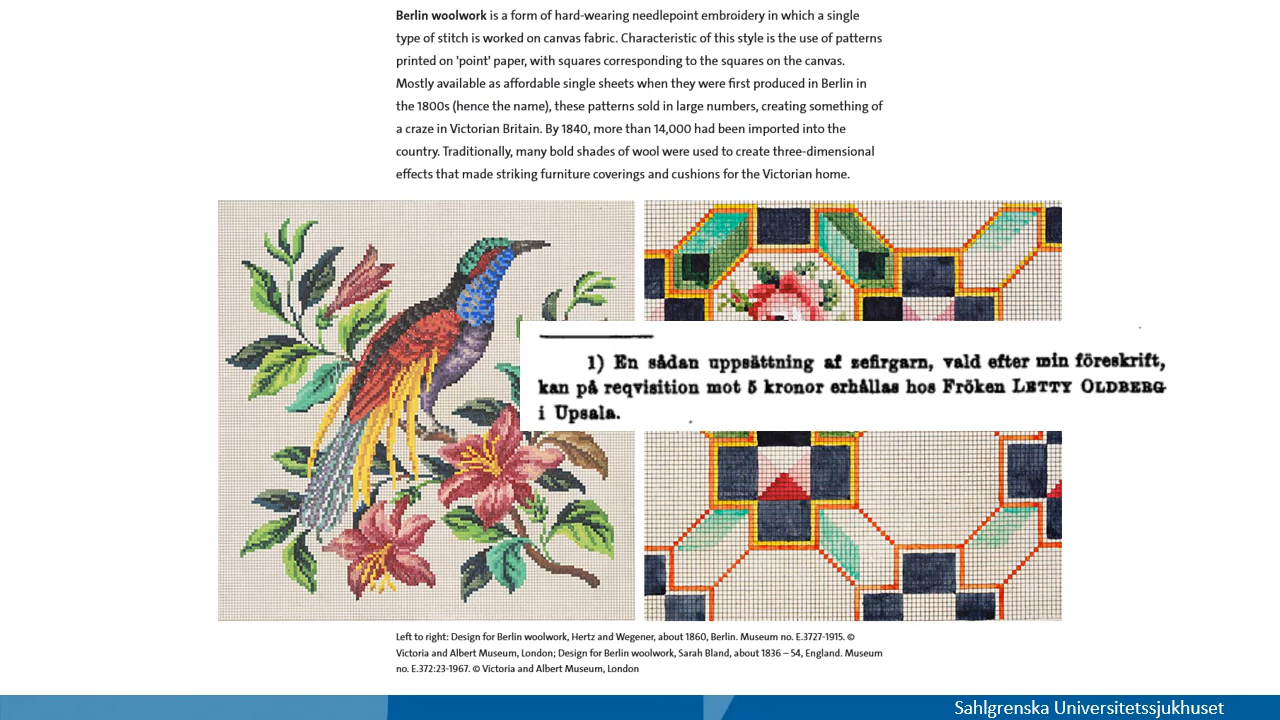 Berlin woolwork is a form of hard-wearing needlepoint embroidery in which a single
type of stitch is worked on canvas fabric. Characteristic of this style is the use of patterns
printed on 'point' paper, with squares corresponding to the squares on the canvas.
Mostly available as affordable single sheets when they were first produced in Berlin in
the 1800s (hence the name), these patterns sold in large numbers, creating something of
a craze in Victorian Britain. By 1840, more than 14,000 had been imported into the
country. Traditionally, many bold shades of wool were used to create three-dimensional
effects that made striking furniture coverings and cushions for the Victorian home.
1) En sådan uppsättning af zefirgarn, vald efter min föreskrift,
kan på reqvisition mot 5 kronor erhållas hos Fröken LETTY OLDBERG
i Upsala.
Left to right: Design for Berlin woolwork, Hertz and Wegener, about 1860, Berlin. Museum no. E.3727-1915. ©
Victoria and Albert Museum, London; Design for Berlin woolwork, Sarah Bland, about 1836 – 54, England. Museum
no. E.372:23-1967. © Victoria and Albert Museum, London
Sahlgrenska Universitetssjukhuset